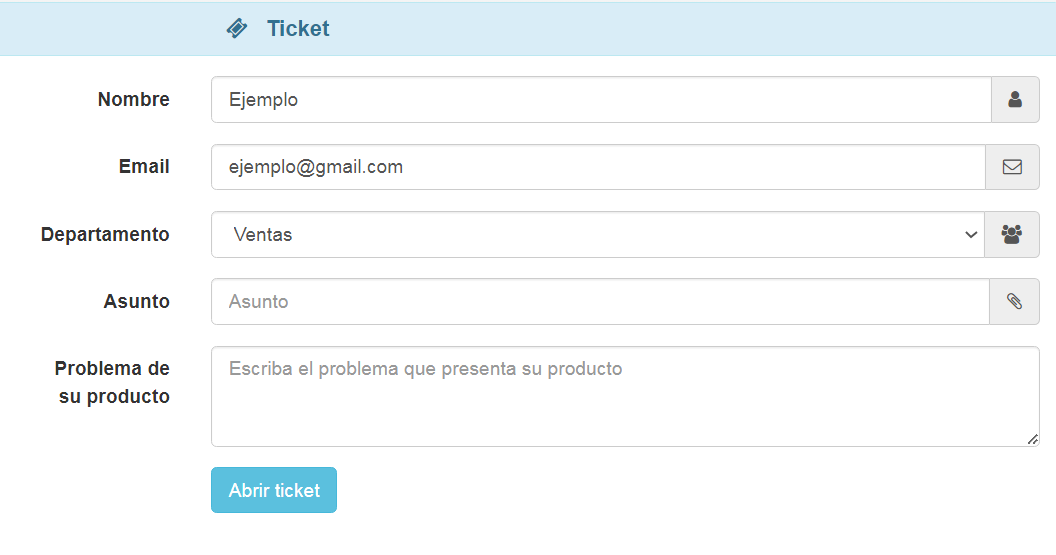 Ticket
Nombre
Ejemplo
Email
ejemplo@gmail.com
Departamento
Ventas
Asunto
Asunto
Problema de
su producto
Escriba el problema que presenta su producto
Abrir ticket